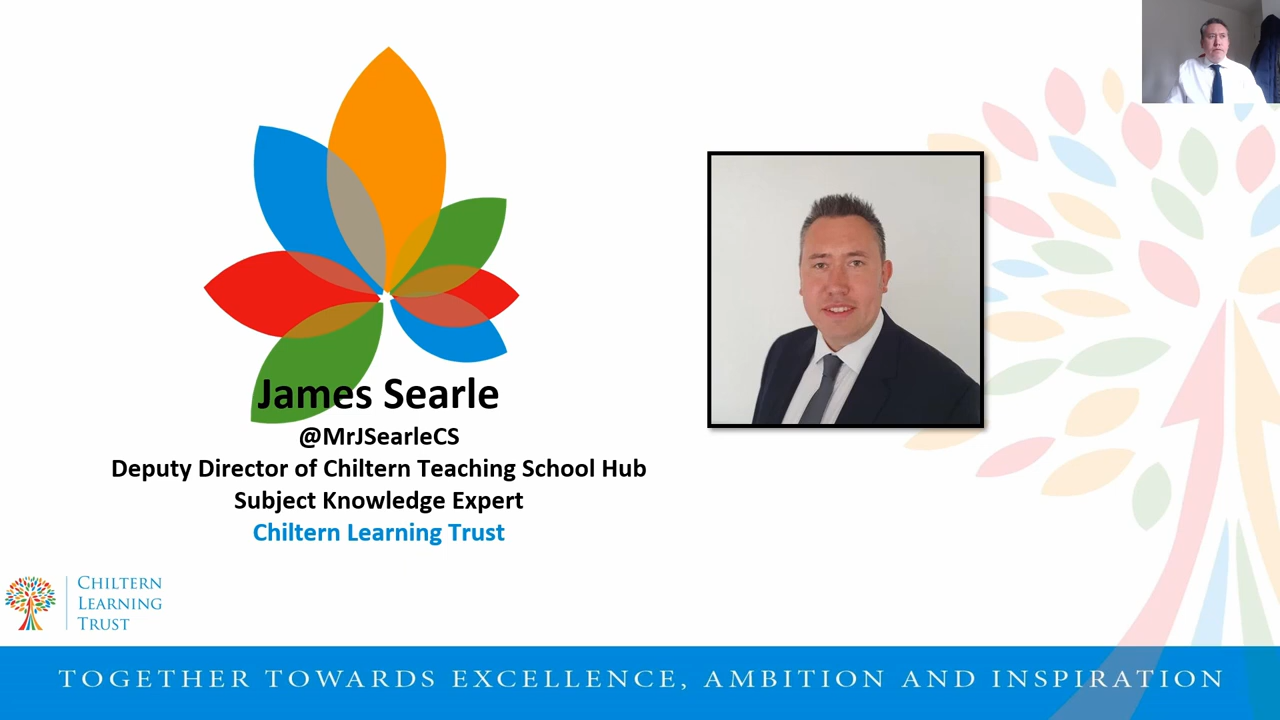 James Searle
@MrJSearleCS
Deputy Director of Chiltern Teaching School Hub
Subject Knowledge Expert
Chiltern Learning Trust
CHILTERN
LEARNING
TRUST
TOGETHER TOWARDS EXCELLENCE, AMBITION AND INSPIRATION